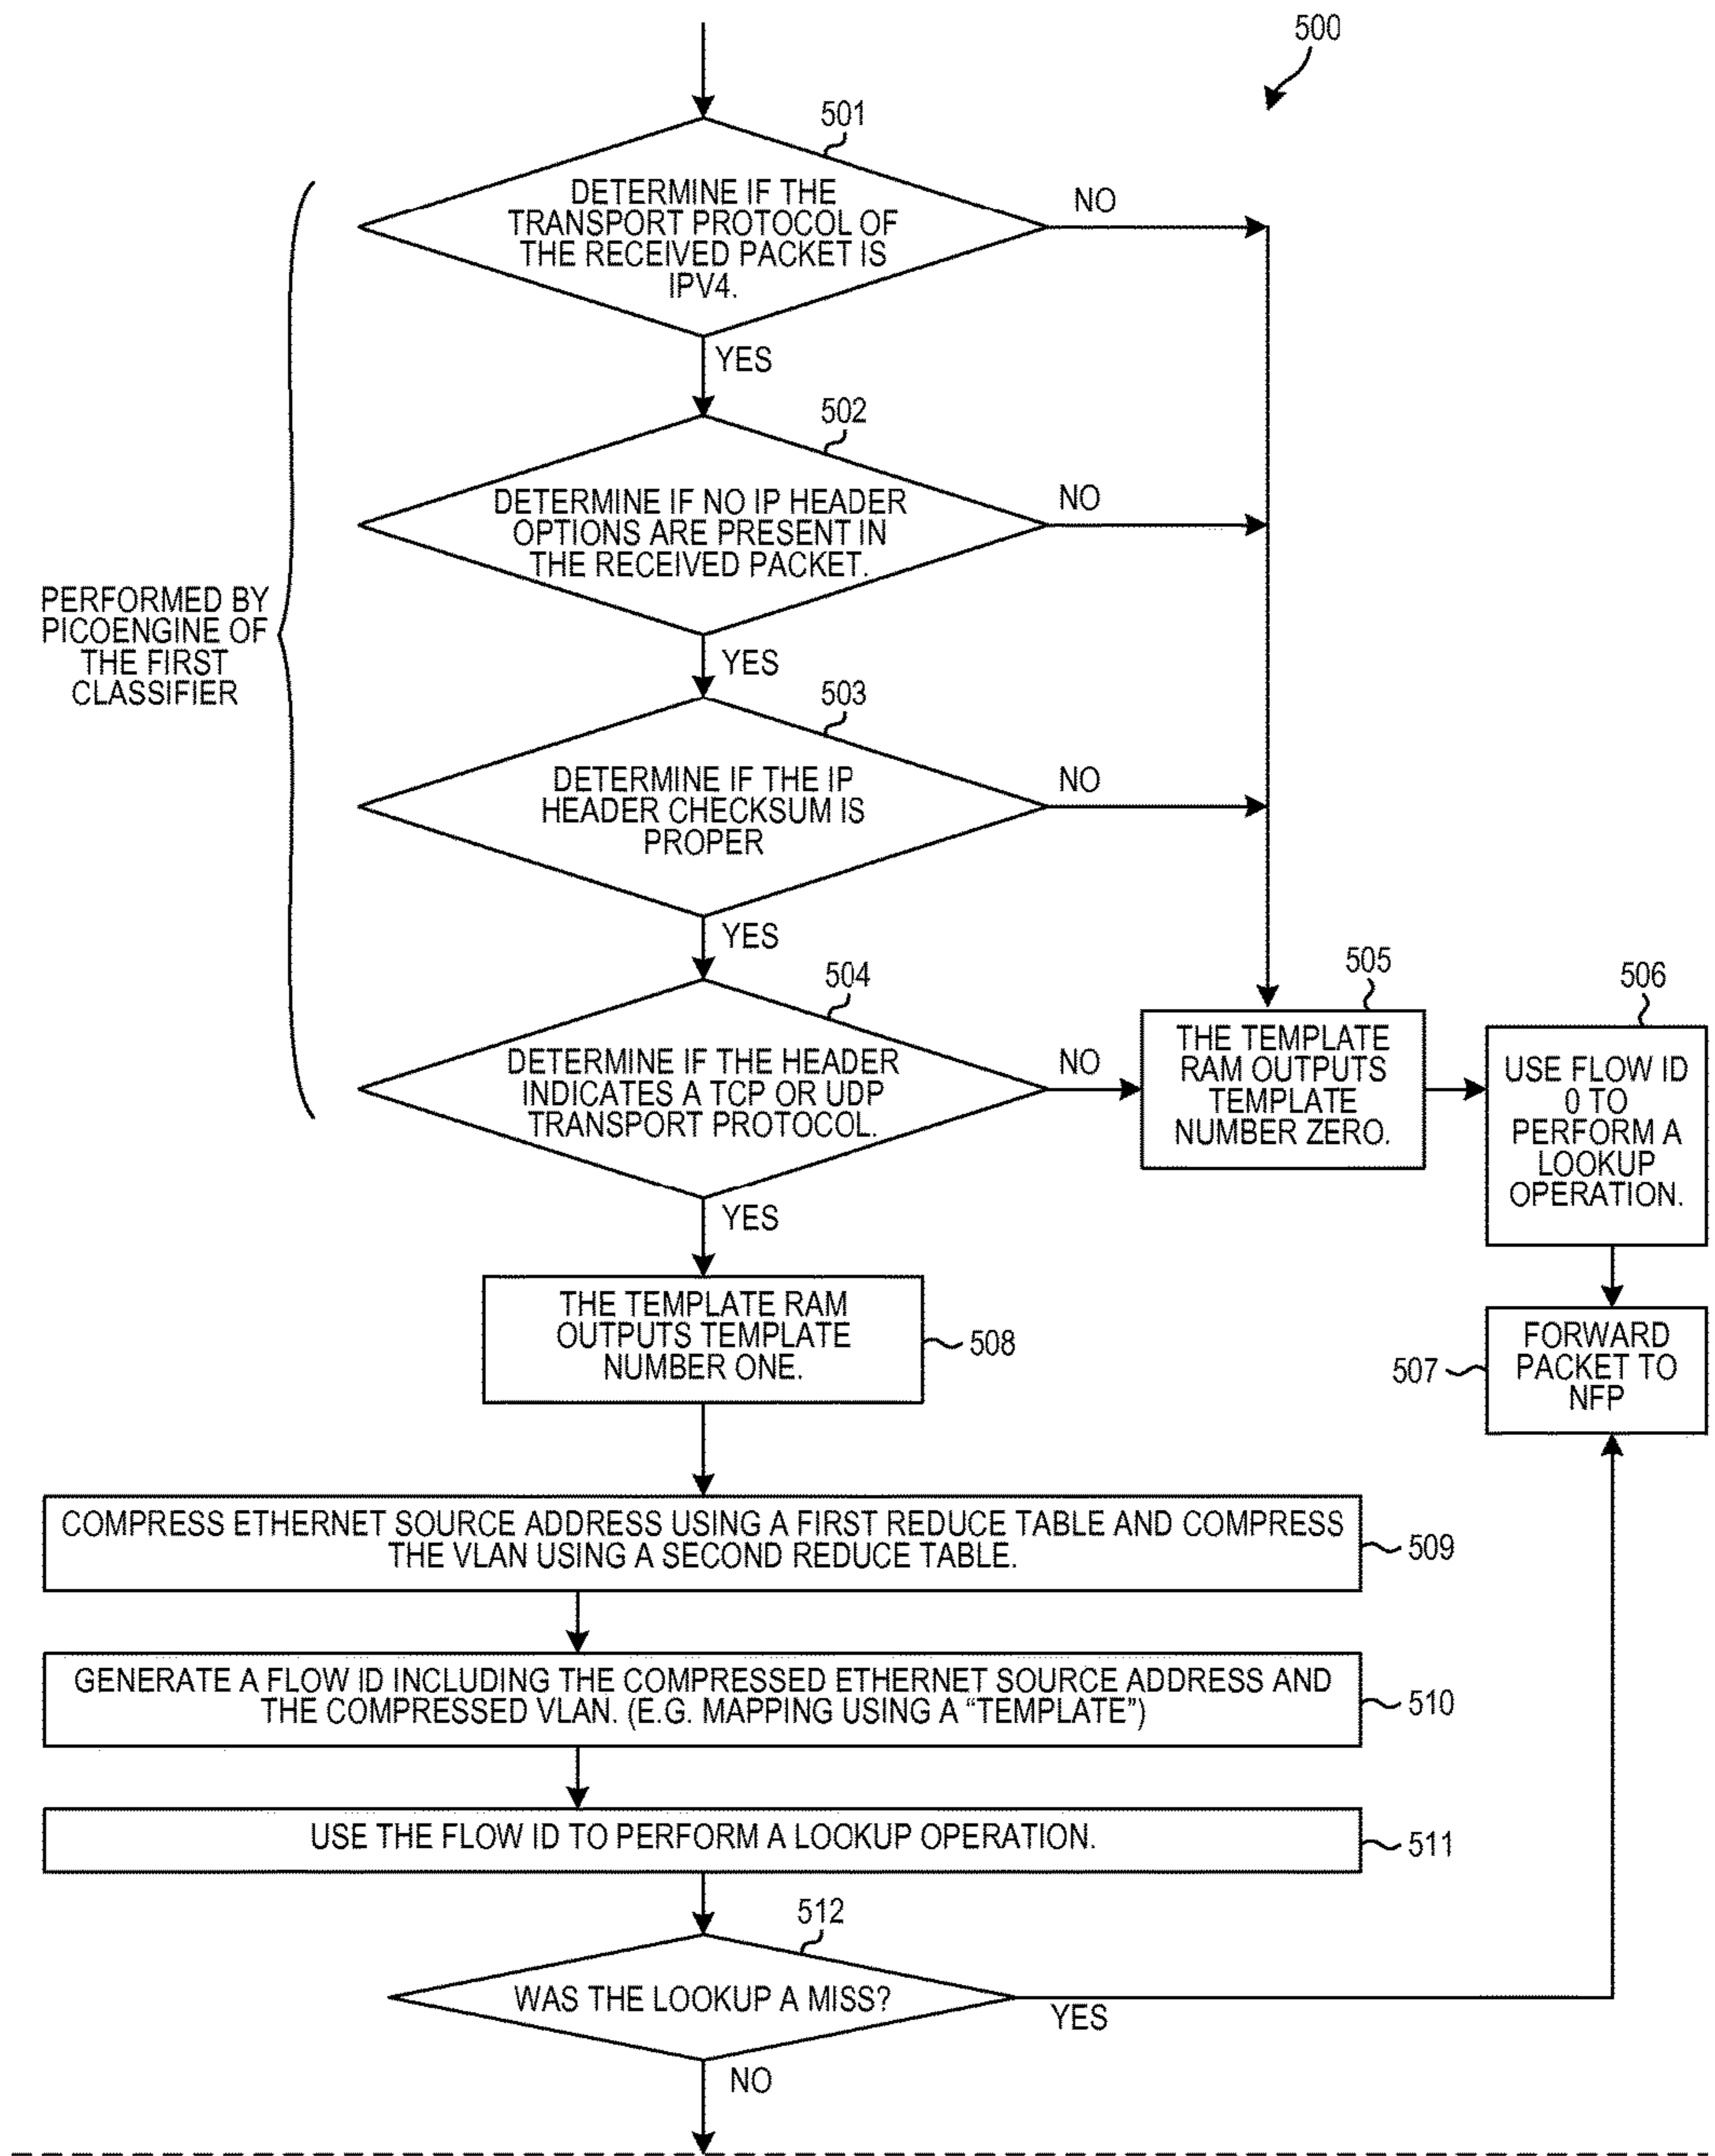 500
501
DETERMINE IF THE
TRANSPORT PROTOCOL OF
THE RECEIVED PACKET IS
IPV4.
NO
YES
502
DETERMINE IF NO IP HEADER
OPTIONS ARE PRESENT IN
THE RECEIVED PACKET.
NO
PERFORMED BY
PICOENGINE OF
THE FIRST
CLASSIFIER
YES
503
DETERMINE IF THE IP
HEADER CHECKSUM IS
PROPER
NO
YES
504
DETERMINE IF THE HEADER
INDICATES A TCP OR UDP
TRANSPORT PROTOCOL.
NO
505
THE TEMPLATE
RAM OUTPUTS
TEMPLATE
NUMBER ZERO.
506
USE FLOW ID
0 TO
PERFORM A
LOOKUP
OPERATION.
YES
THE TEMPLATE RAM
OUTPUTS TEMPLATE
NUMBER ONE.
508
507
FORWARD
PACKET TO
NFP
COMPRESS ETHERNET SOURCE ADDRESS USING A FIRST REDUCE TABLE AND COMPRESS
THE VLAN USING A SECOND REDUCE TABLE.
509
GENERATE A FLOW ID INCLUDING THE COMPRESSED ETHERNET SOURCE ADDRESS AND
THE COMPRESSED VLAN. (E.G. MAPPING USING A “TEMPLATE”)
510
USE THE FLOW ID TO PERFORM A LOOKUP OPERATION.
511
512
WAS THE LOOKUP A MISS?
YES
NO